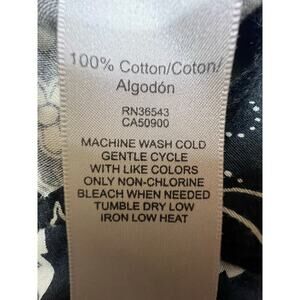 100% Cotton/Coton/
Algodón
RN36543
CA50900
MACHINE WASH COLD
GENTLE CYCLE
WITH LIKE COLORS
ONLY NON-CHLORINE
BLEACH WHEN NEEDED
TUMBLE DRY LOW
IRON LOW HEAT